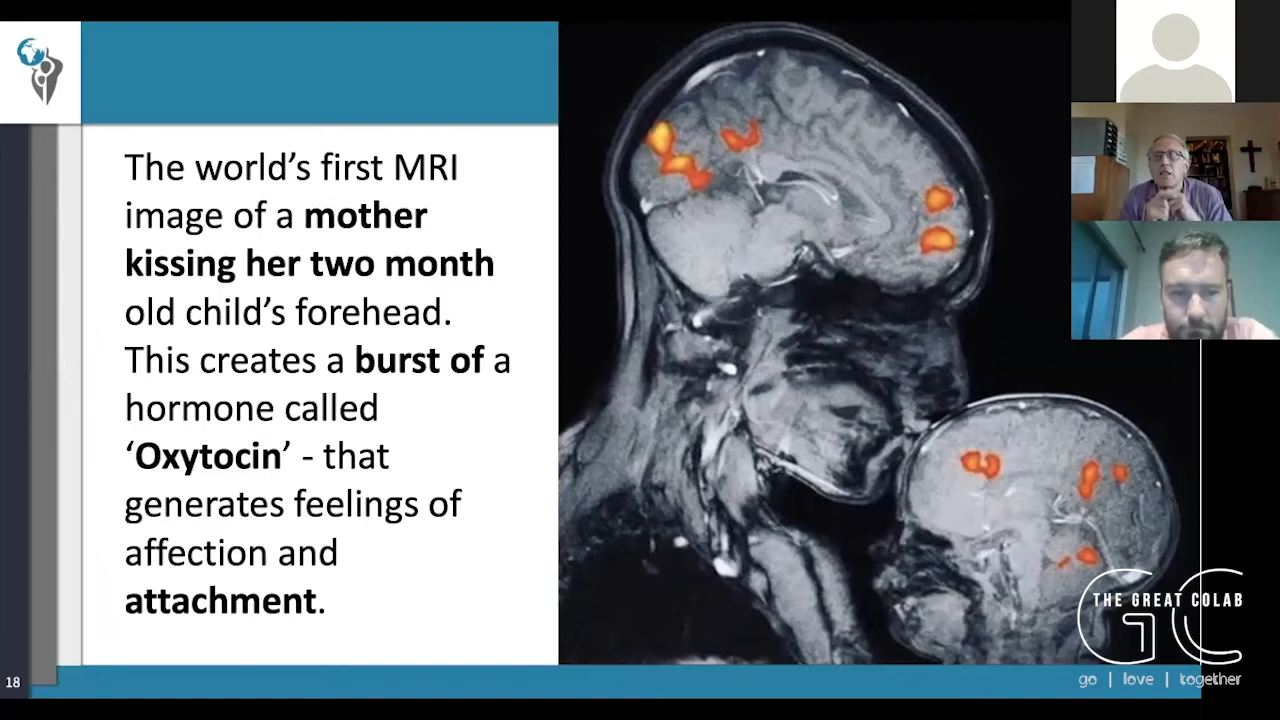 The world’s first MRI
image of a mother
kissing her two month
old child’s forehead.
This creates a burst of a
hormone called
‘Oxytocin’ - that
generates feelings of
affection and
attachment.
18
THE GREAT COLAB
GC
go | love | together